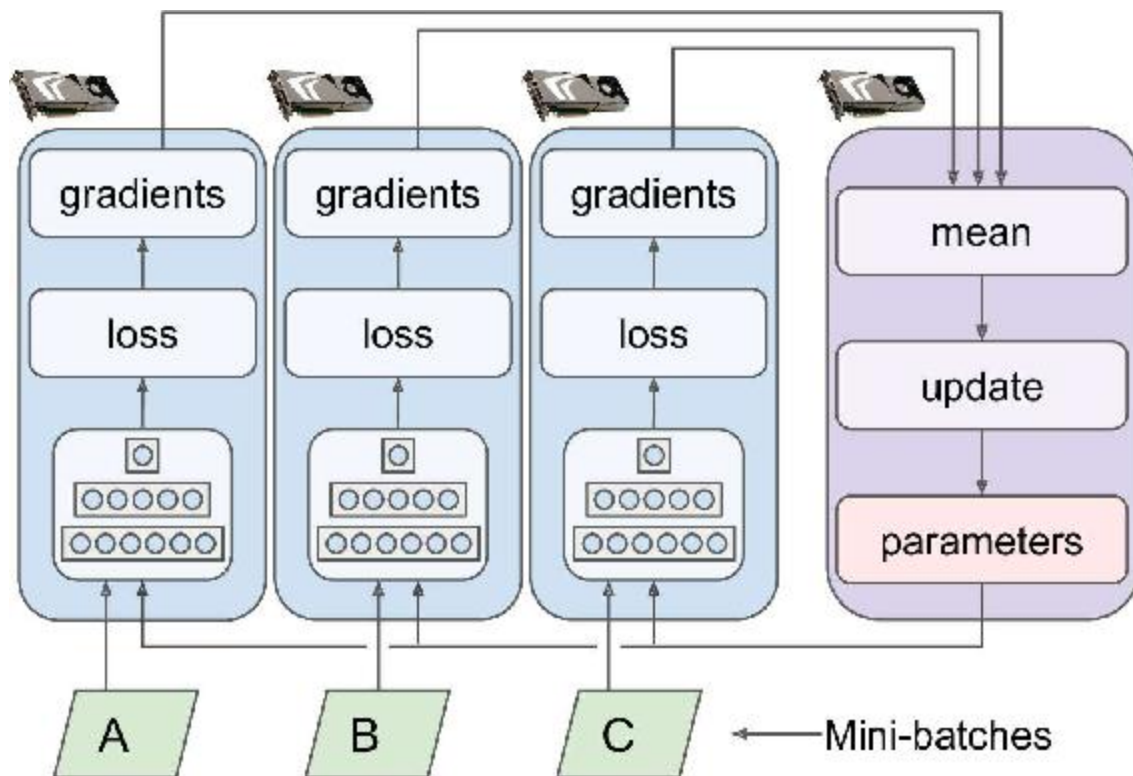 gradients
gradients
gradients
mean
loss
loss
loss
update
parameters
A
B
C
Mini-batches